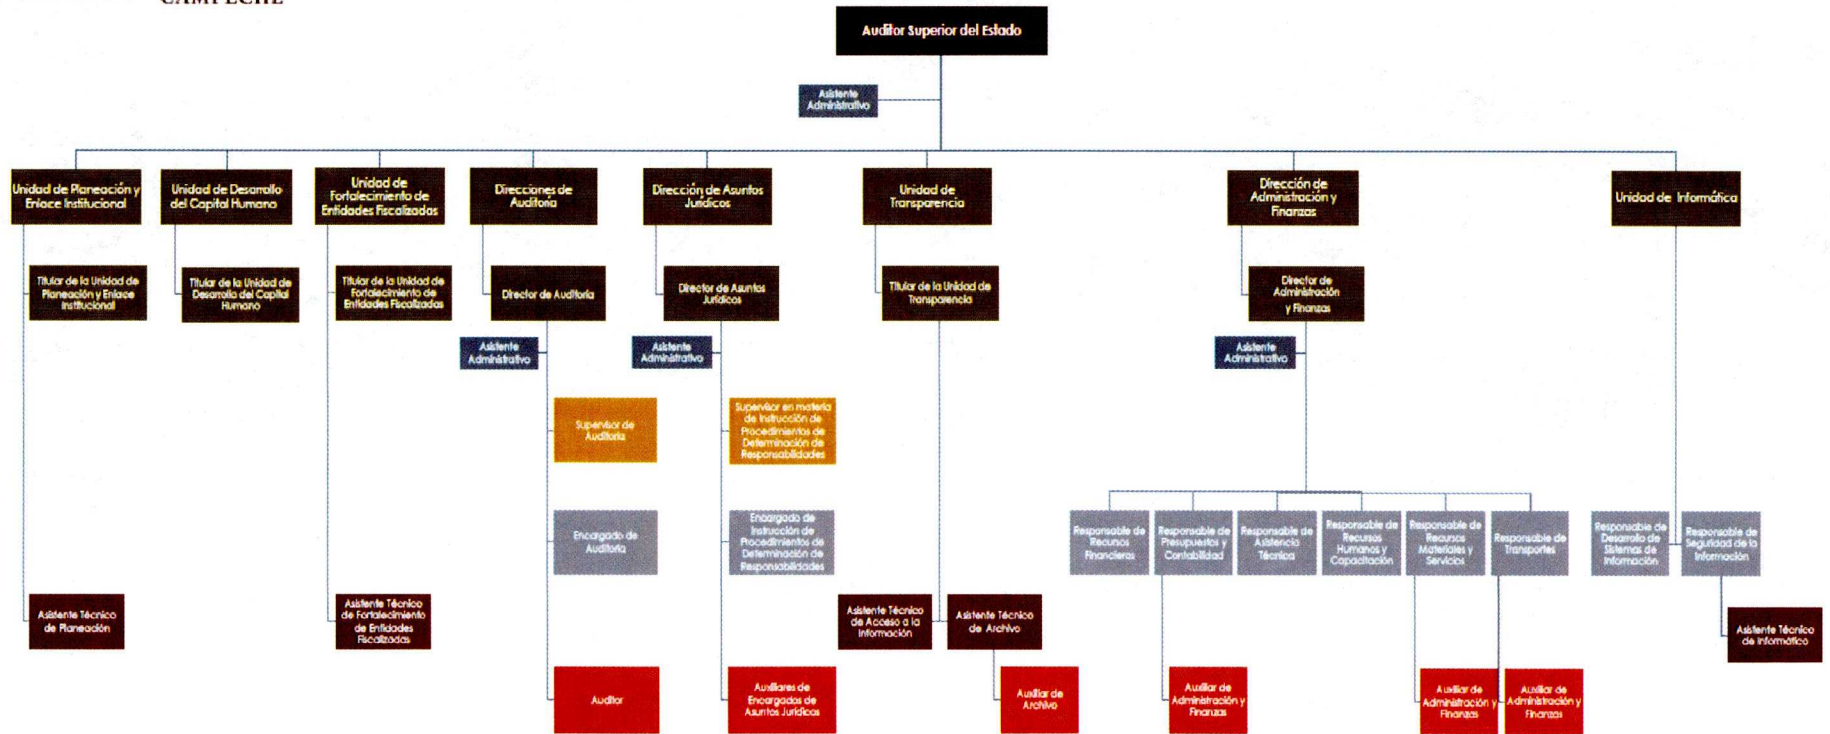 CAMPECHE
Auditor Superior del Estado
Asistente
Administrativo
Unidad de Planeación y
Enlace Institucional
Unidad de Desarrollo
del Capital Humano
Unidad de
Fortalecimiento de
Entidades Fiscalizadas
Direcciones de
Auditoría
Dirección de Asuntos
Jurídicos
Unidad de
Transparencia
Dirección de
Administración y
Finanzas
Unidad de Informática
Titular de la Unidad de
Planeación y Enlace
Institucional
Titular de la Unidad de
Desarrollo del Capital
Humano
Titular de la Unidad de
Fortalecimiento de
Entidades Fiscalizadas
Director de Auditoría
Director de Asuntos
Jurídicos
Titular de la Unidad de
Transparencia
Director de
Administración
y Finanzas
Asistente
Administrativo
Asistente
Administrativo
Asistente
Administrativo
Supervisor de
Auditoría
Supervisor en materia
de Instrucción de
Procedimientos de
Determinación de
Responsabilidades
Encargado de
Auditoría
Encargado de
Instrucción de
Procedimientos de
Determinación de
Responsabilidades
Responsable de
Recursos
Financieros
Responsable de
Presupuestos y
Contabilidad
Responsable de
Asistencia
Técnica
Responsable de
Recursos
Humanos y
Capacitación
Responsable de
Recursos
Materiales y
Servicios
Responsable de
Transportes
Responsable de
Desarrollo de
Sistemas de
Información
Responsable de
Seguridad de la
Información
Asistente Técnico
de Planeación
Asistente Técnico
de Fortalecimiento
de Entidades
Fiscalizadas
Asistente Técnico
de Acceso a la
Información
Asistente Técnico
de Archivo
Asistente Técnico
de Informático
Auditor
Auxiliares de
Encargados de
Asuntos Jurídicos
Auxiliar de
Archivo
Auxiliar de
Administración y
Finanzas
Auxiliar de
Administración y
Finanzas
Auxiliar de
Administración y
Finanzas